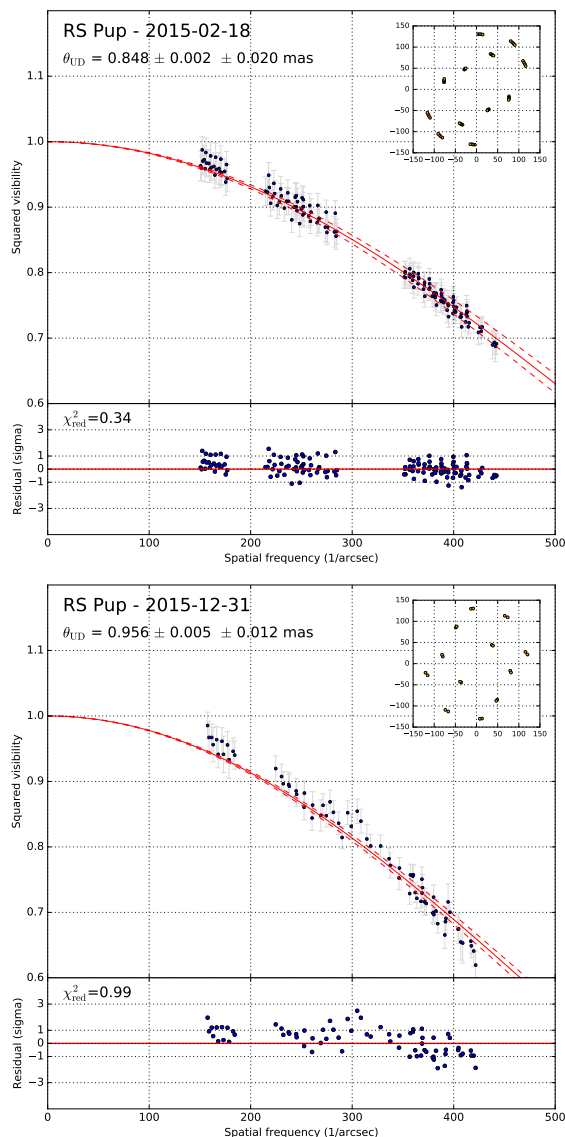 RS Pup - 2015-02-18
θUD = 0.848 ± 0.002 ± 0.020 mas
150
100
50
0
−50
−100
−150
−150 −100 −50 0 50 100 150
1.1
1.0
0.9
0.8
0.7
0.6
Squared visibility
χ²red=0.34
3
1
0
−1
−3
Residual (sigma)
0 100 200 300 400 500
Spatial frequency (1/arcsec)
RS Pup - 2015-12-31
θUD = 0.956 ± 0.005 ± 0.012 mas
150
100
50
0
−50
−100
−150
−150 −100 −50 0 50 100 150
1.1
1.0
0.9
0.8
0.7
0.6
Squared visibility
χ²red=0.99
3
1
0
−1
−3
Residual (sigma)
0 100 200 300 400 500
Spatial frequency (1/arcsec)